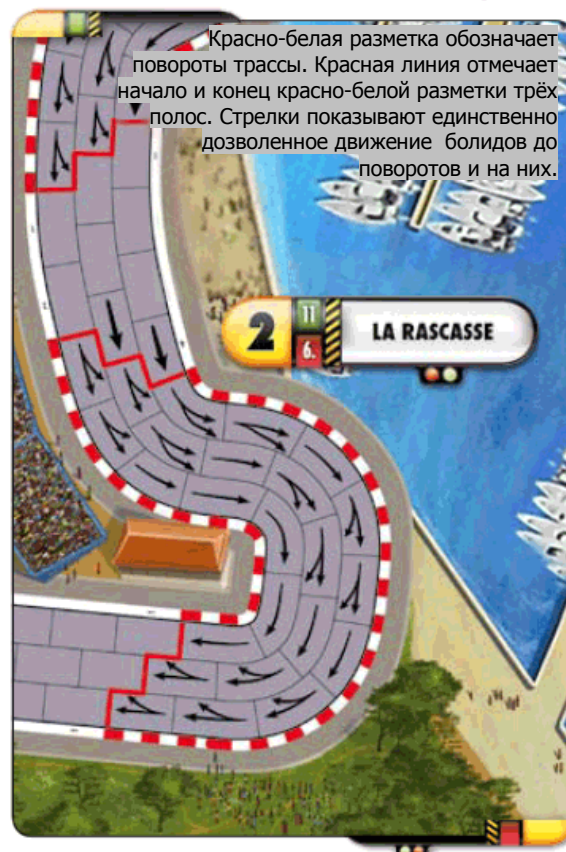 Красно-белая разметка обозначает
повороты трассы. Красная линия отмечает
начало и конец красно-белой разметки трёх
полос. Стрелки показывают единственно
дозволенное движение болидов до
поворотов и на них.
2
11
6.
LA RASCASSE